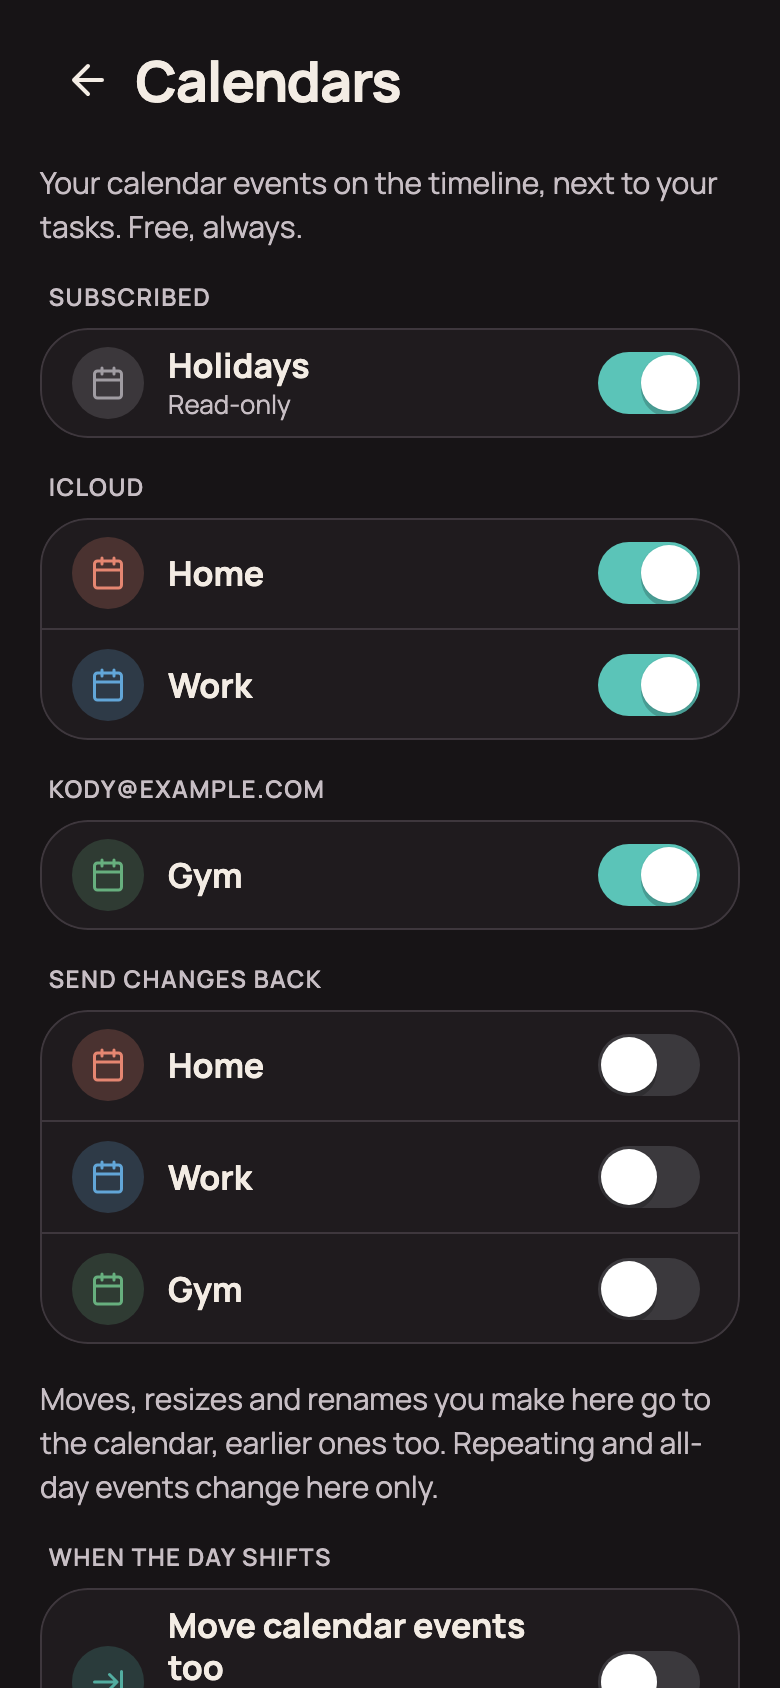 Calendars
Your calendar events on the timeline, next to your
tasks. Free, always.
SUBSCRIBED
Holidays
Read-only
ICLOUD
Home
Work
KODY@EXAMPLE.COM
Gym
SEND CHANGES BACK
Home
Work
Gym
Moves, resizes and renames you make here go to
the calendar, earlier ones too. Repeating and all-
day events change here only.
WHEN THE DAY SHIFTS
Move calendar events
too